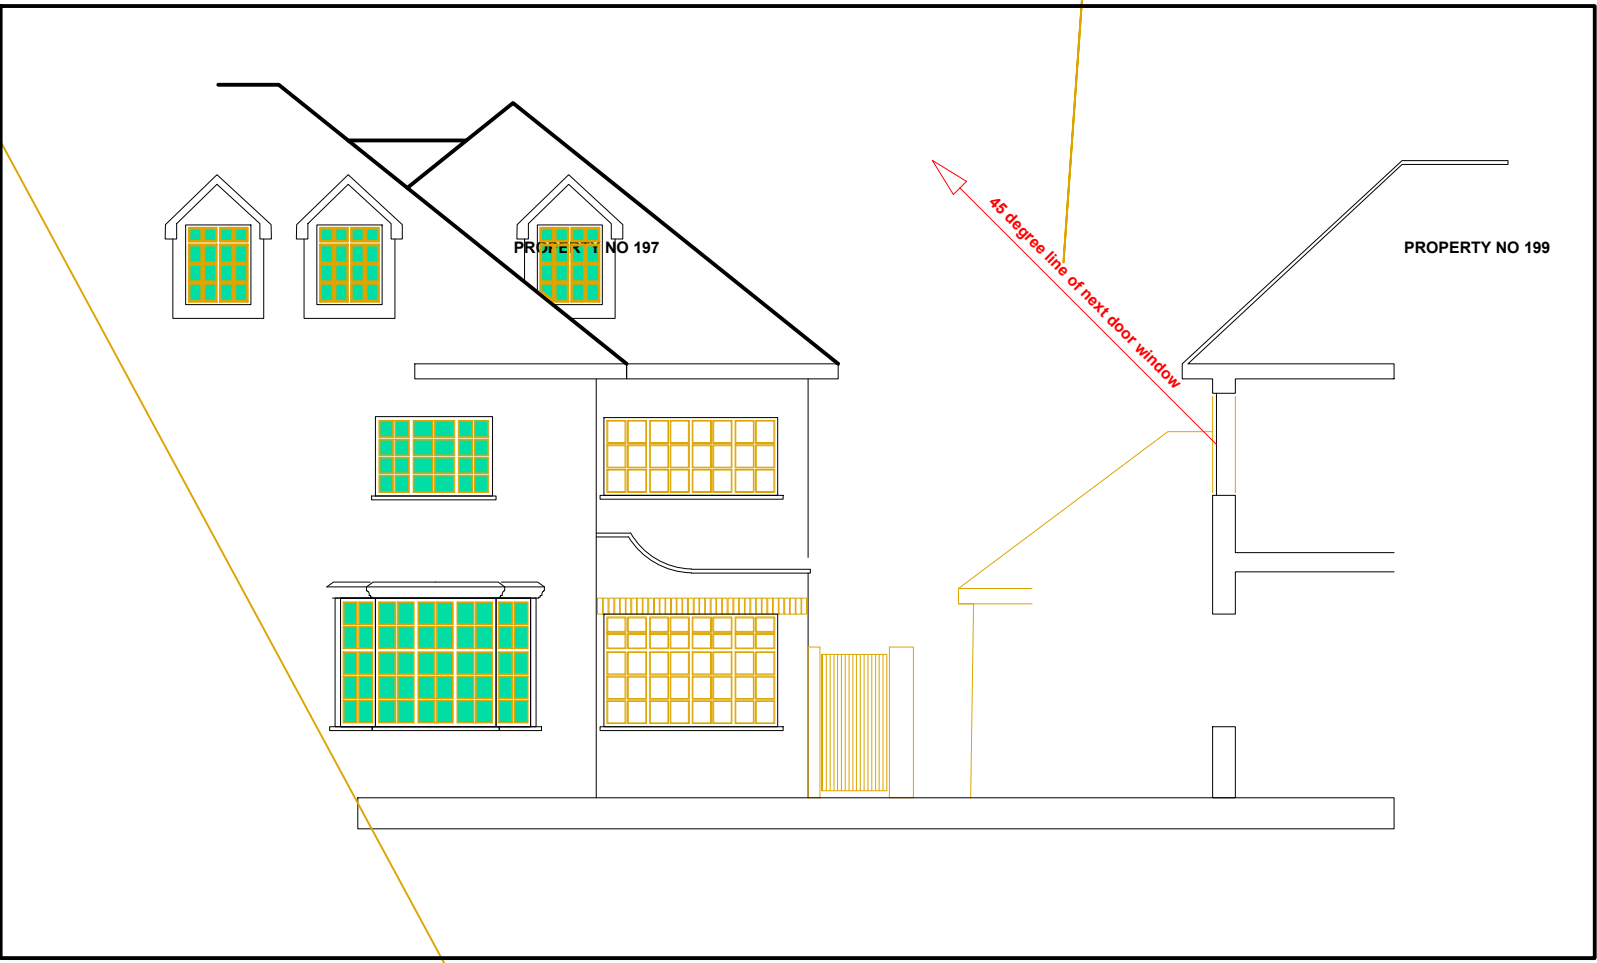 PROPERTY NO 197
45 degree line of next door window
PROPERTY NO 199